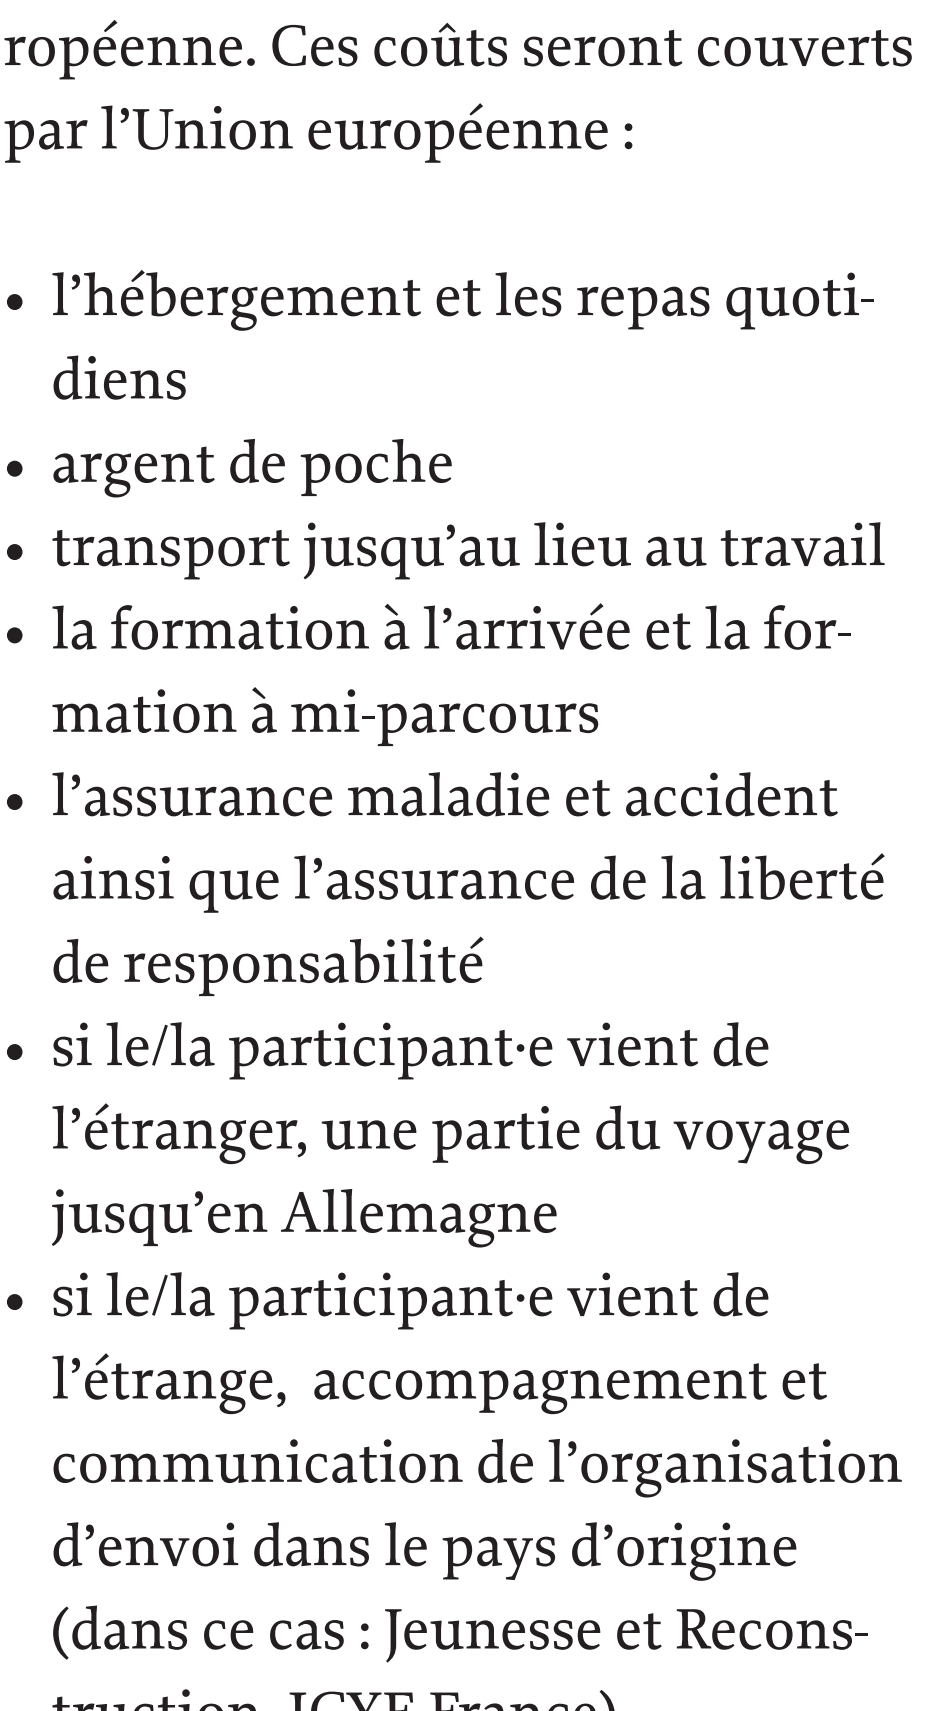 ropéenne. Ces coûts seront couverts
par l’Union européenne :
• l’hébergement et les repas quoti-
diens
• argent de poche
• transport jusqu’au lieu au travail
• la formation à l’arrivée et la for-
mation à mi-parcours
• l’assurance maladie et accident
ainsi que l’assurance de la liberté
de responsabilité
• si le/la participant·e vient de
l’étranger, une partie du voyage
jusqu’en Allemagne
• si le/la participant·e vient de
l’étrange,  accompagnement et
communication de l’organisation
d’envoi dans le pays d’origine
(dans ce cas : Jeunesse et Recons-
truction, ICYE France)